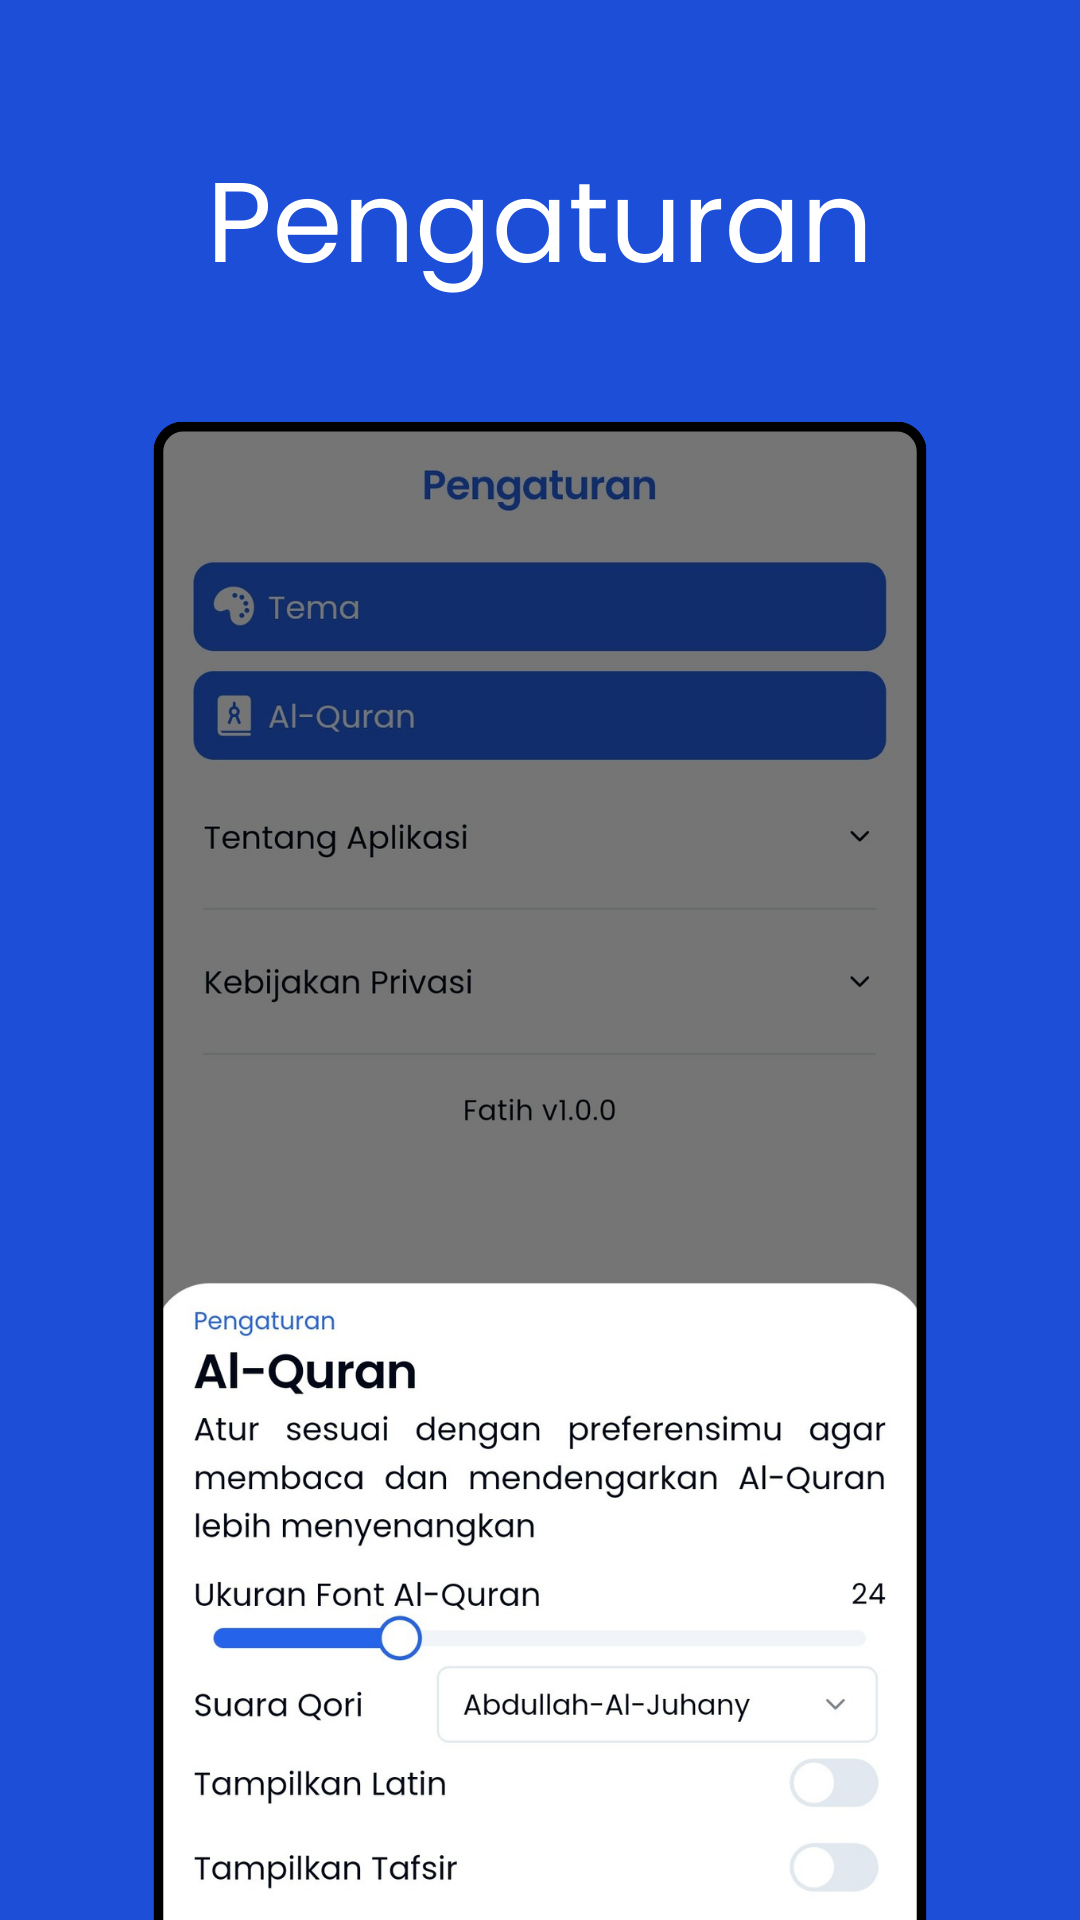 Pengaturan
Pengaturan
Tema
Al-Quran
Tentang Aplikasi
Kebijakan Privasi
Fatih v1.0.0
Pengaturan
Al-Quran
Atur sesuai dengan preferensimu agar
membaca dan mendengarkan Al-Quran
lebih menyenangkan
Ukuran Font Al-Quran 24
Suara Qori Abdullah-Al-Juhany
Tampilkan Latin
Tampilkan Tafsir